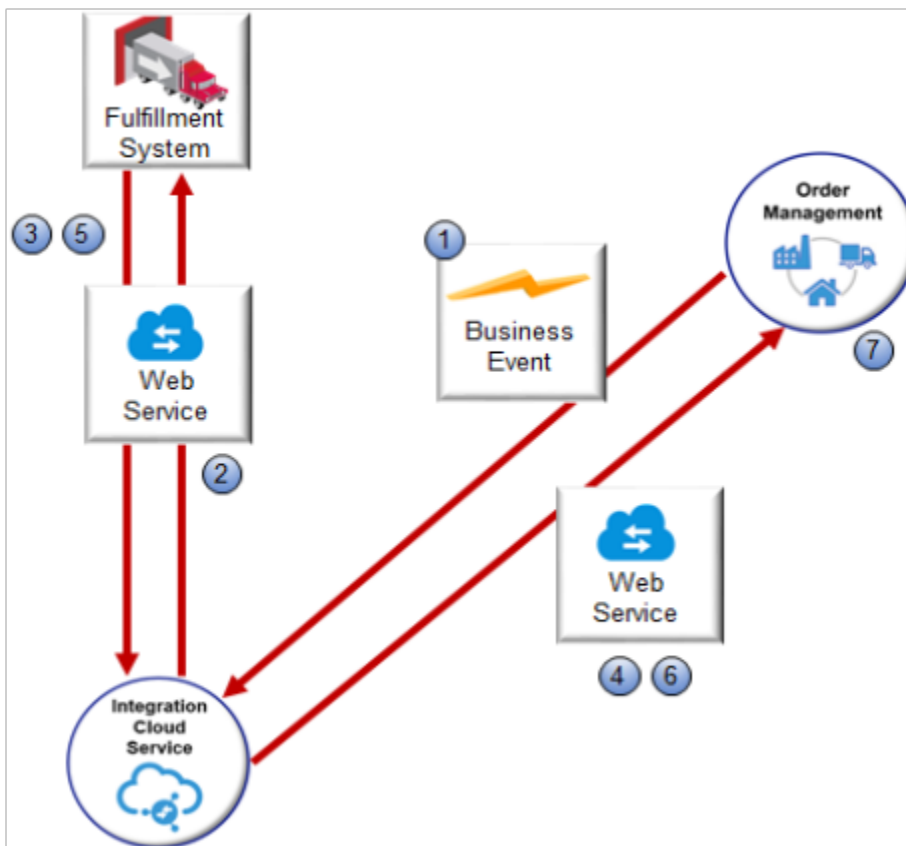 Fulfillment
System
3 5
Web
Service
2
1
Business
Event
Order
Management
7
Web
Service
4 6
Integration
Cloud
Service